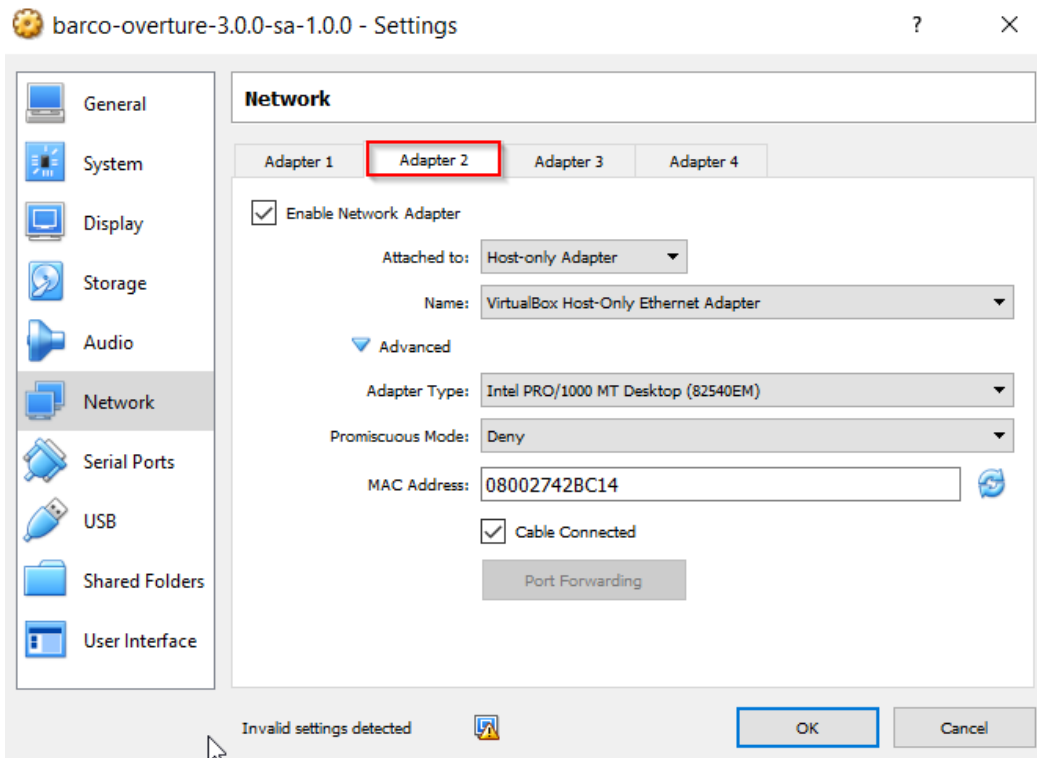 barco-overture-3.0.0-sa-1.0.0 - Settings ?
General
System
Display
Storage
Audio
Network
Serial Ports
USB
Shared Folders
User Interface
Network
Adapter 1 Adapter 2 Adapter 3 Adapter 4
Enable Network Adapter
Attached to: Host-only Adapter
Name: VirtualBox Host-Only Ethernet Adapter
Advanced
Adapter Type: Intel PRO/1000 MT Desktop (82540EM)
Promiscuous Mode: Deny
MAC Address: 08002742BC14
Cable Connected
Port Forwarding
Invalid settings detected OK Cancel